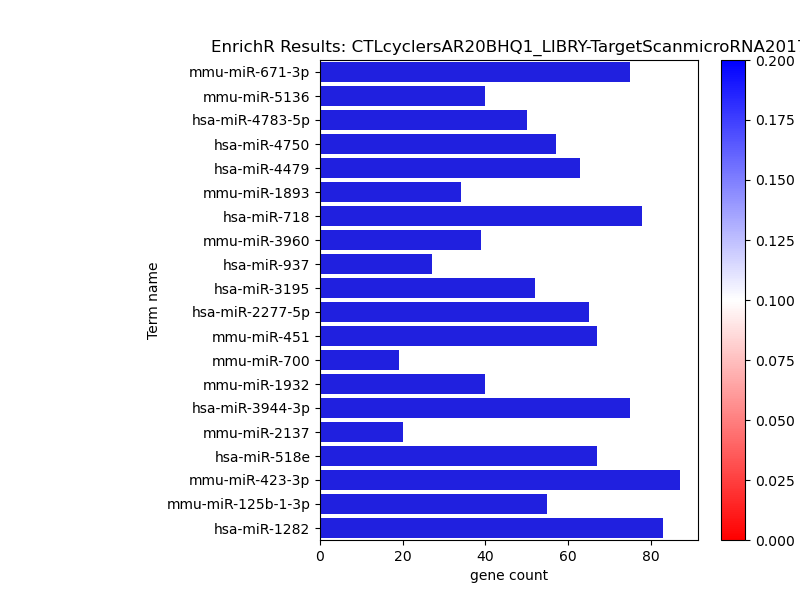 EnrichR Results: CTLcyclersAR20BHQ1_LIBRY-TargetScanmicroRNA201
mmu-miR-671-3p
mmu-miR-5136
hsa-miR-4783-5p
hsa-miR-4750
hsa-miR-4479
mmu-miR-1893
hsa-miR-718
mmu-miR-3960
hsa-miR-937
hsa-miR-3195
hsa-miR-2277-5p
mmu-miR-451
mmu-miR-700
mmu-miR-1932
hsa-miR-3944-3p
mmu-miR-2137
hsa-miR-518e
mmu-miR-423-3p
mmu-miR-125b-1-3p
hsa-miR-1282
Term name
0 20 40 60 80
gene count
0.200
0.175
0.150
0.125
0.100
0.075
0.050
0.025
0.000